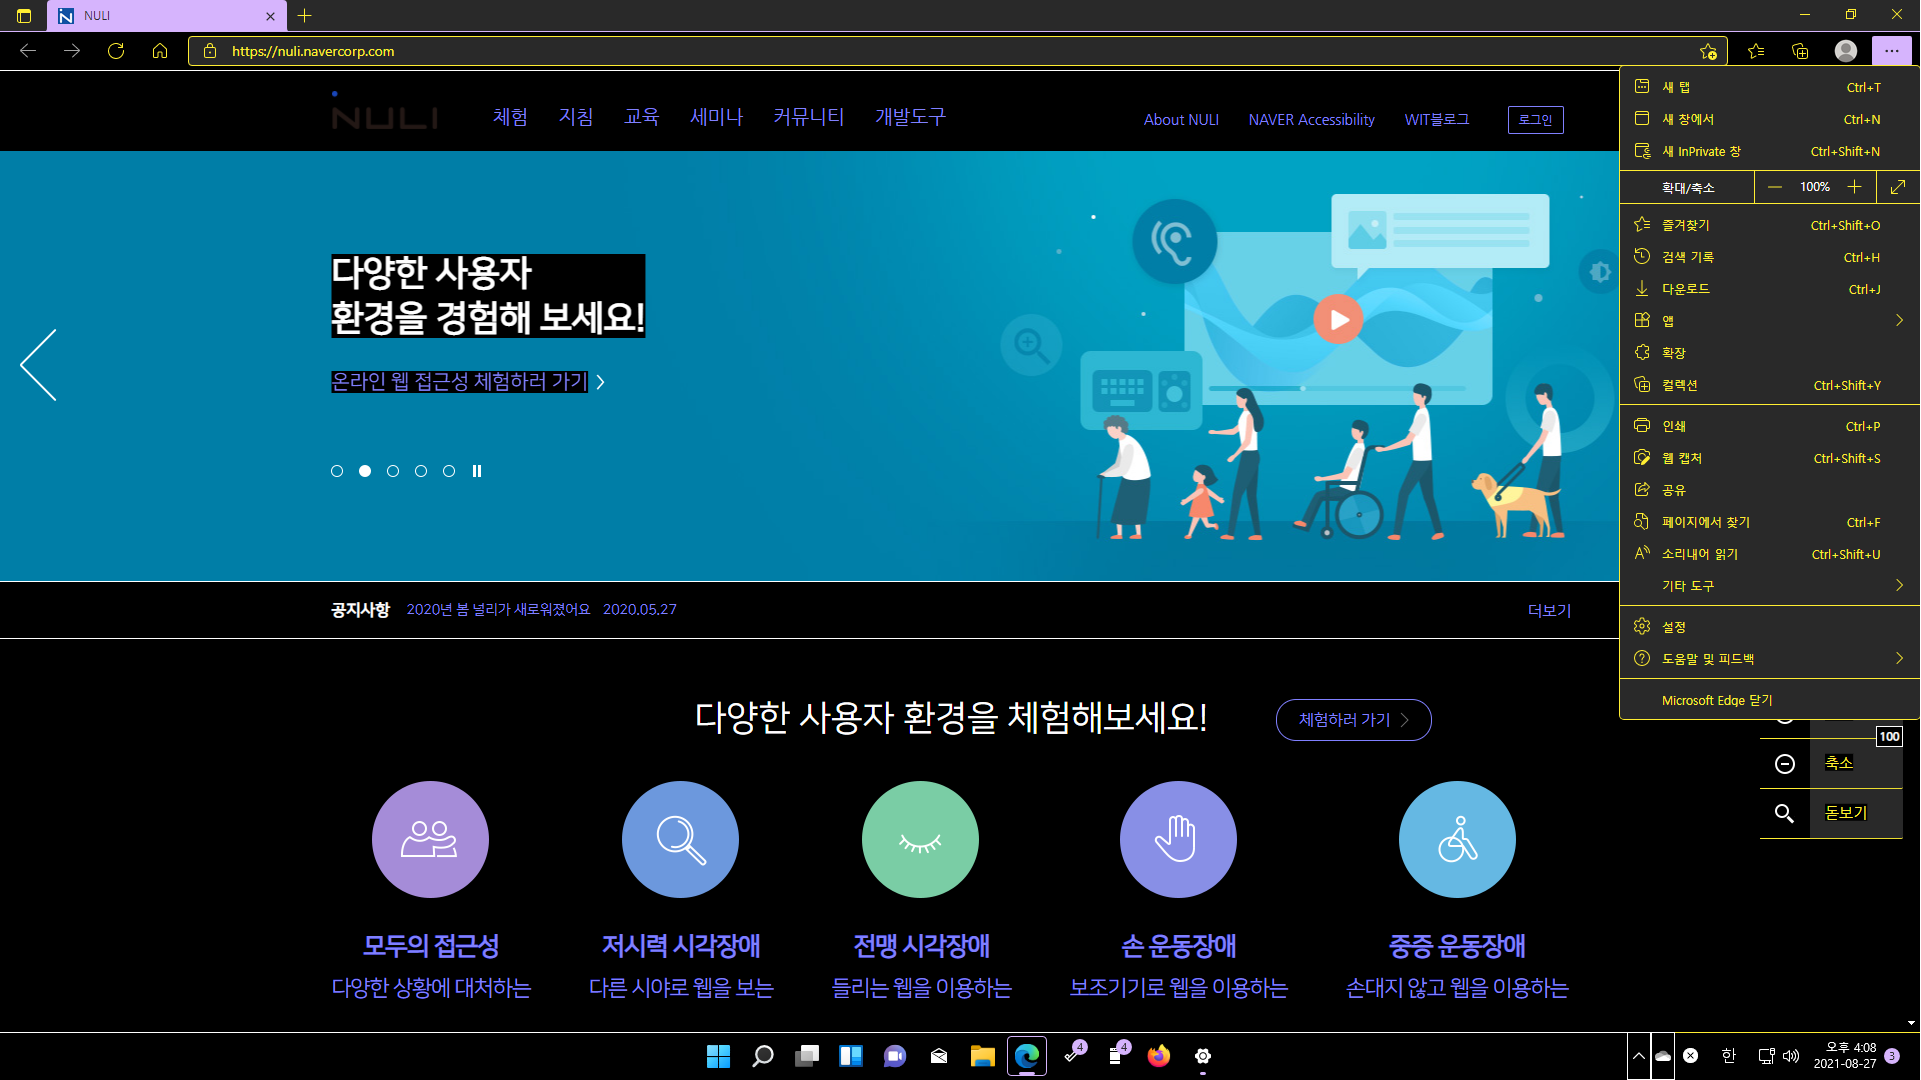 NULI
https://nuli.navercorp.com
NULI
체험 지침 교육 세미나 커뮤니티 개발도구
About NULI NAVER Accessibility WIT블로그 로그인
다양한 사용자
환경을 경험해 보세요!
온라인 웹 접근성 체험하러 가기
공지사항 2020년 봄 널리가 새로워졌어요 2020.05.27 더보기
다양한 사용자 환경을 체험해보세요! 체험하러 가기
모두의 접근성
다양한 상황에 대처하는
저시력 시각장애
다른 시야로 웹을 보는
전맹 시각장애
들리는 웹을 이용하는
손 운동장애
보조기기로 웹을 이용하는
중증 운동장애
손대지 않고 웹을 이용하는
새 탭 Ctrl+T
새 창에서 Ctrl+N
새 InPrivate 창 Ctrl+Shift+N
확대/축소 100%
즐겨찾기 Ctrl+Shift+O
검색 기록 Ctrl+H
다운로드 Ctrl+J
앱
확장
컬렉션 Ctrl+Shift+Y
인쇄 Ctrl+P
웹 캡처 Ctrl+Shift+S
공유
페이지에서 찾기 Ctrl+F
소리내어 읽기 Ctrl+Shift+U
기타 도구
설정
도움말 및 피드백
Microsoft Edge 닫기
100
축소
돋보기
4
4
한
오후 4:08
2021-08-27
3